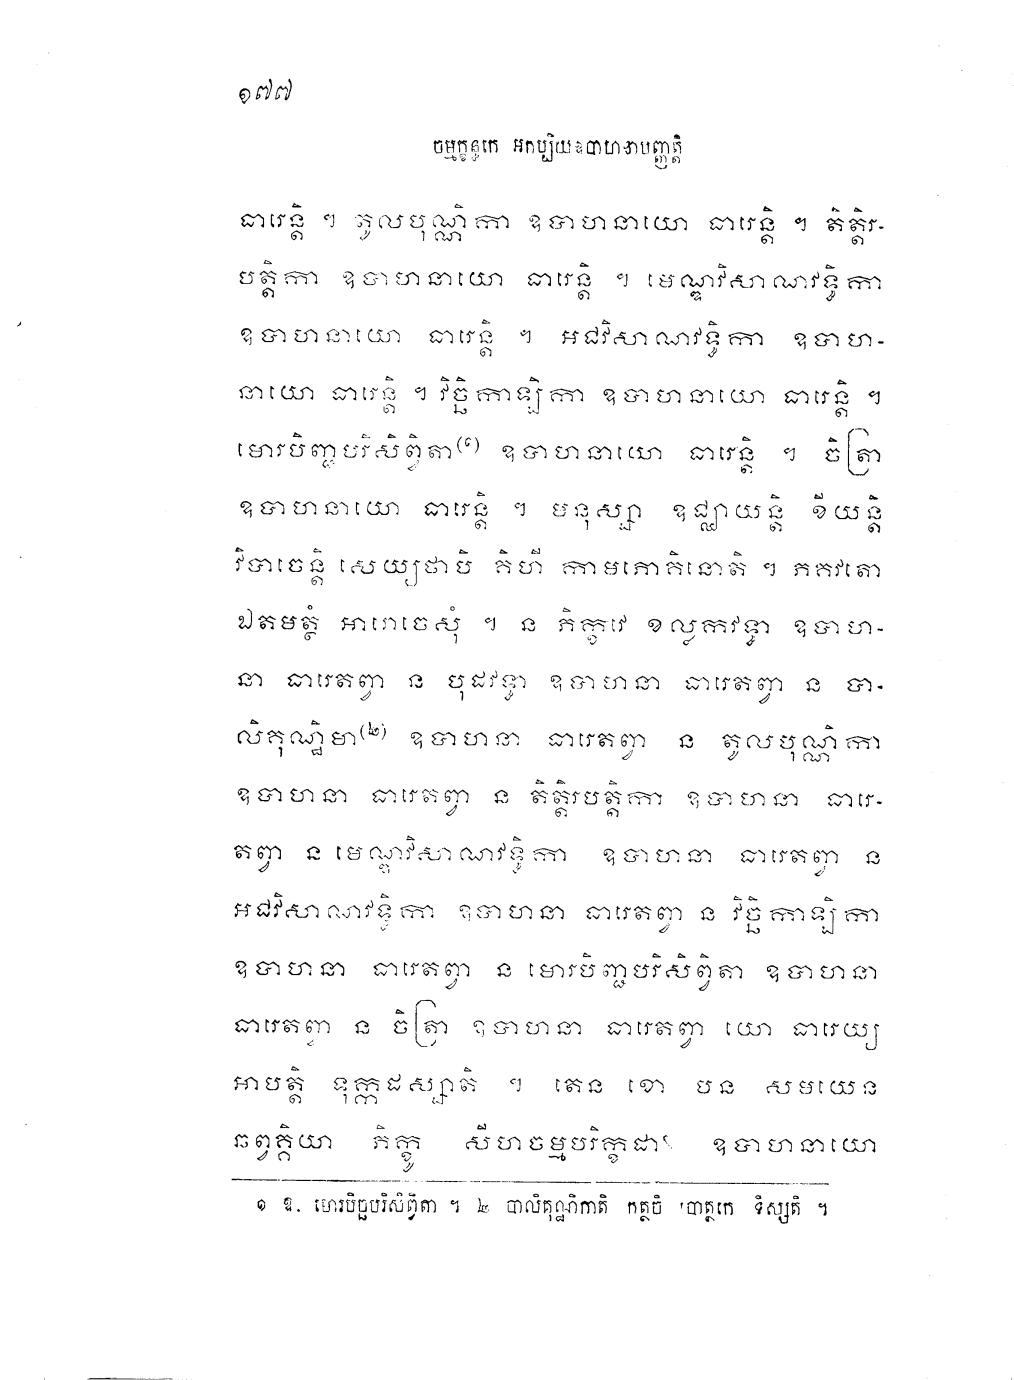 ១៧៧
ចម្មក្ខន្ធកេ អកប្បិយឧបាហនាបញ្ញត្តិ
ធារេន្តិ ។ តូលបុណ្ណិកា ឧបាហនាយោ ធារេន្តិ ។ តិត្តិរ-
បត្តិកា ឧបាហនាយោ ធារេន្តិ ។ មេណ្ឌវិសាណវទ្ធិកា
ឧបាហនាយោ ធារេន្តិ ។ អជវិសាណវទ្ធិកា ឧបាហ-
នាយោ ធារេន្តិ ។ វិច្ឆិកាឡិកា ឧបាហនាយោ ធារេន្តិ ។
មោរបិញ្ជបរិសិព្វិតា(១) ឧបាហនាយោ ធារេន្តិ ។ ចិត្រា
ឧបាហនាយោ ធារេន្តិ ។ មនុស្សា ឧជ្ឈាយន្តិ ខីយន្តិ
វិបាចេន្តិ សេយ្យថាបិ គិហី កាមភោគិនោតិ ។ ភគវតោ
ឯតមត្ថំ អារោចេសុំ ។ ន ភិក្ខវេ ខល្លកវទ្ធា ឧបាហ-
នា ធារេតព្វា ន បុដវទ្ធា ឧបាហនា ធារេតព្វា ន បា-
លិគុណ្ឋិមា(២) ឧបាហនា ធារេតព្វា ន តូលបុណ្ណិកា
ឧបាហនា ធារេតព្វា ន តិត្តិរបត្តិកា ឧបាហនា ធារេ-
តព្វា ន មេណ្ឌវិសាណវទ្ធិកា ឧបាហនា ធារេតព្វា ន
អជវិសាណវទ្ធិកា ឧបាហនា ធារេតព្វា ន វិច្ឆិកាឡិកា
ឧបាហនា ធារេតព្វា ន មោរបិញ្ជបរិសិព្វិតា ឧបាហនា
ធារេតព្វា ន ចិត្រា ឧបាហនា ធារេតព្វា យោ ធារេយ្យ
អាបត្តិ ទុក្កដស្សាតិ ។ តេន ខោ បន សមយេន
ឆព្វគ្គិយា ភិក្ខូ សីហចម្មបរិក្ខដា ឧបាហនាយោ
១ ឱ. មោរបិច្ឆបរិសិព្វិតា ។ ២ បាលិគុណ្ឋិកាតិ កត្ថចិ បោត្ថកេ ទិស្សតិ ។